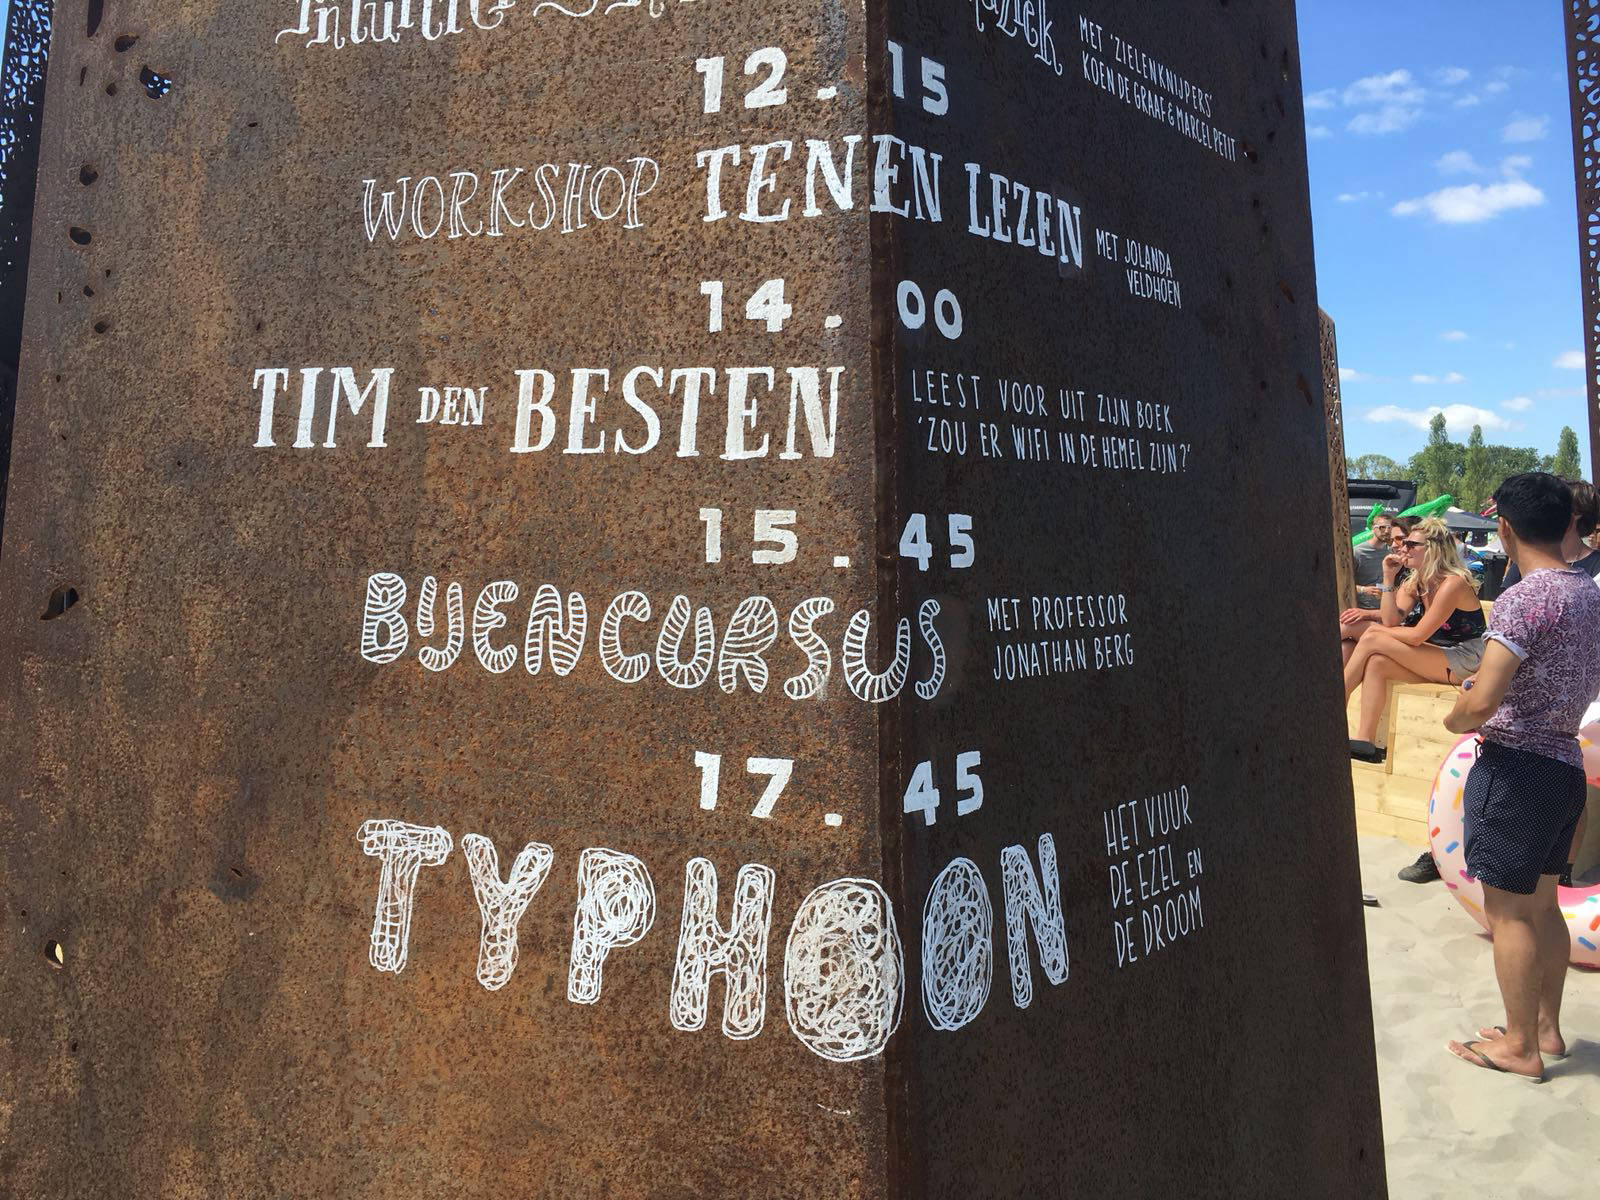 MET 'ZIELENKNIJPERS'
KOEN DE GRAAF & MARCEL PETIT
12.15
WORKSHOP TENEN LEZEN
MET JOLANDA
VELDHOEN
14.00
TIM DEN BESTEN
LEEST VOOR UIT ZIJN BOEK
'ZOU ER WIFI IN DE HEMEL ZIJN?'
15.45
BIJENCURSUS
MET PROFESSOR
JONATHAN BERG
17.45
TYPHOON
HET VUUR
DE EZEL EN
DE DROOM